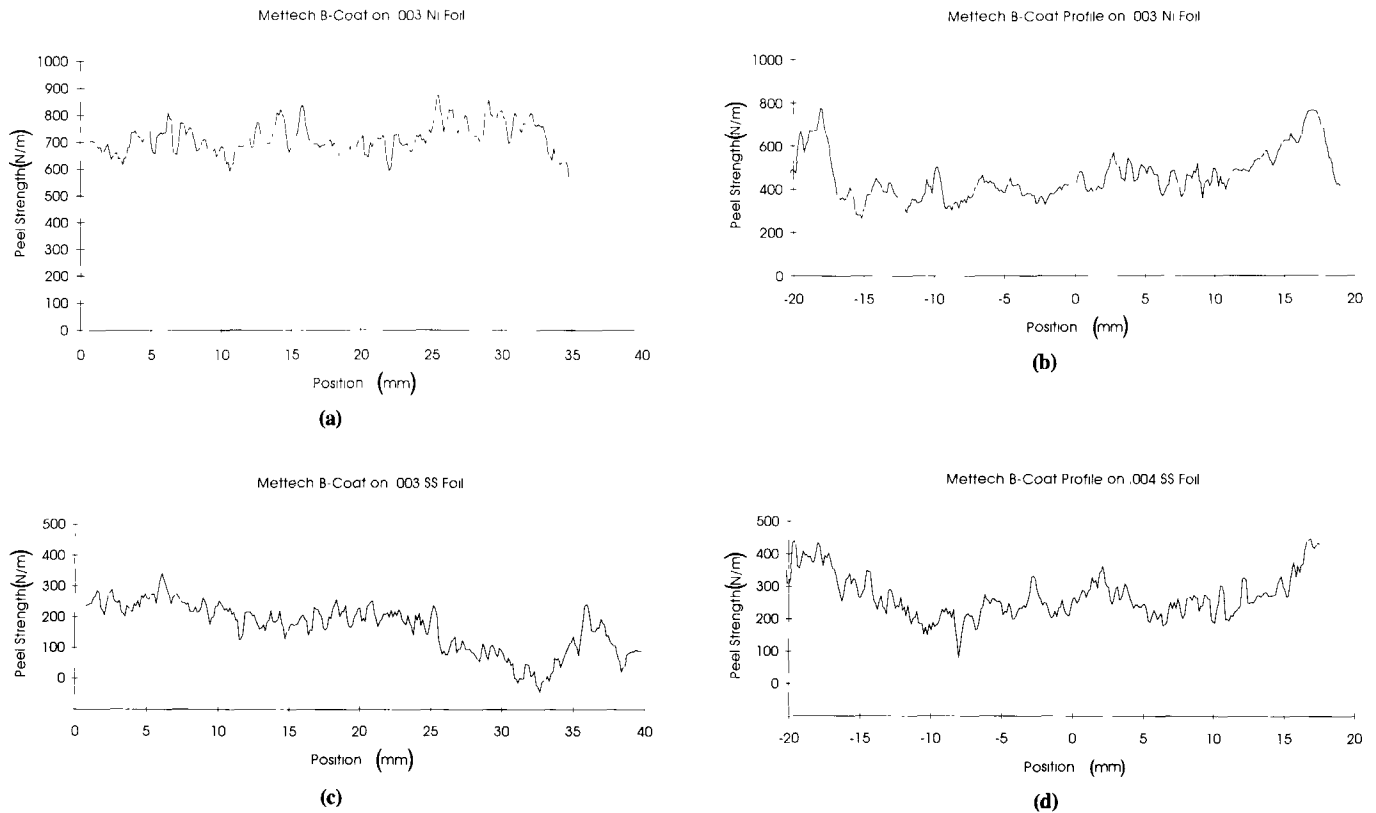 Mettech B-Coat on .003 Ni Foil
1000
900
800
700
600
500
400
300
200
100
0
Peel Strength(N/m)
0 5 10 15 20 25 30 35 40
Position (mm)
(a)
Mettech B-Coat Profile on .003 Ni Foil
1000
800
600
400
200
0
Peel Strength(N/m)
-20 -15 -10 -5 0 5 10 15 20
Position (mm)
(b)
Mettech B-Coat on .003 SS Foil
500
400
300
200
100
0
Peel Strength(N/m)
0 5 10 15 20 25 30 35 40
Position (mm)
(c)
Mettech B-Coat Profile on .004 SS Foil
500
400
300
200
100
0
Peel Strength(N/m)
-20 -15 -10 -5 0 5 10 15 20
Position (mm)
(d)